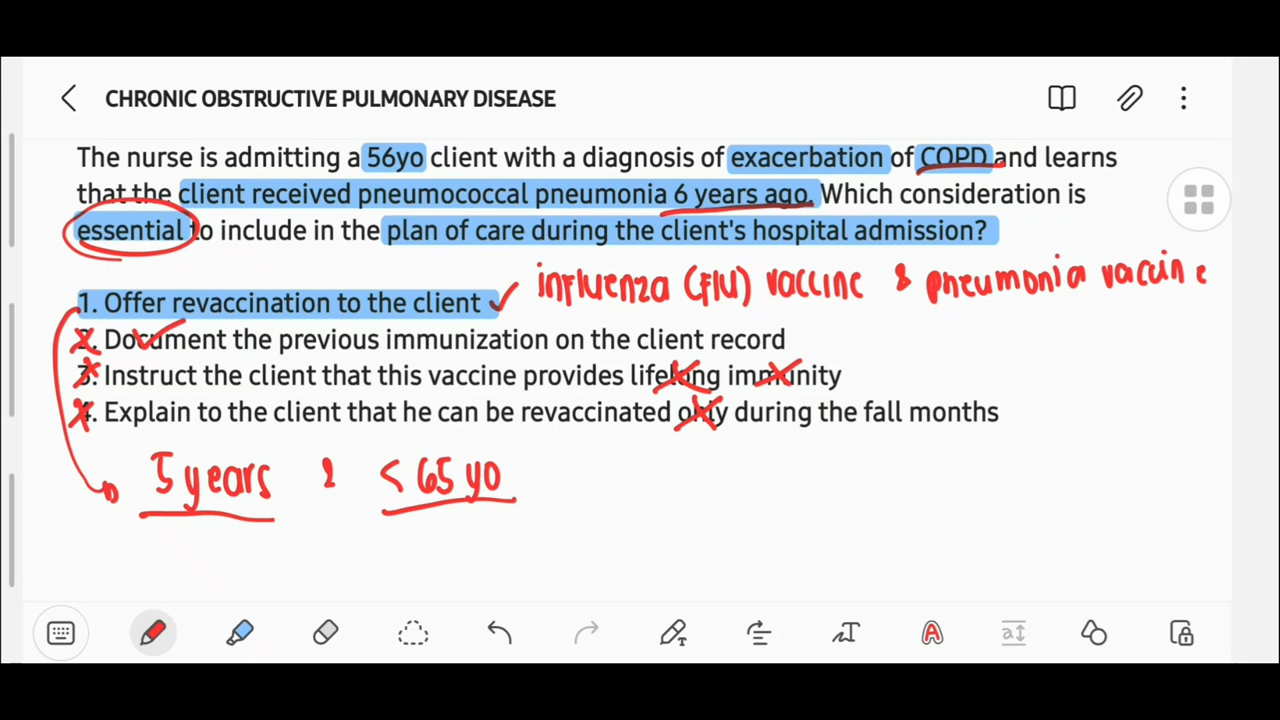 CHRONIC OBSTRUCTIVE PULMONARY DISEASE
The nurse is admitting a 56yo client with a diagnosis of exacerbation of COPD and learns
that the client received pneumococcal pneumonia 6 years ago. Which consideration is
essential to include in the plan of care during the client's hospital admission?
influenza (FlU) vaccine & pneumonia vaccine
1. Offer revaccination to the client
2. Document the previous immunization on the client record
3. Instruct the client that this vaccine provides lifelong immunity
4. Explain to the client that he can be revaccinated only during the fall months
5 years & < 65 yo